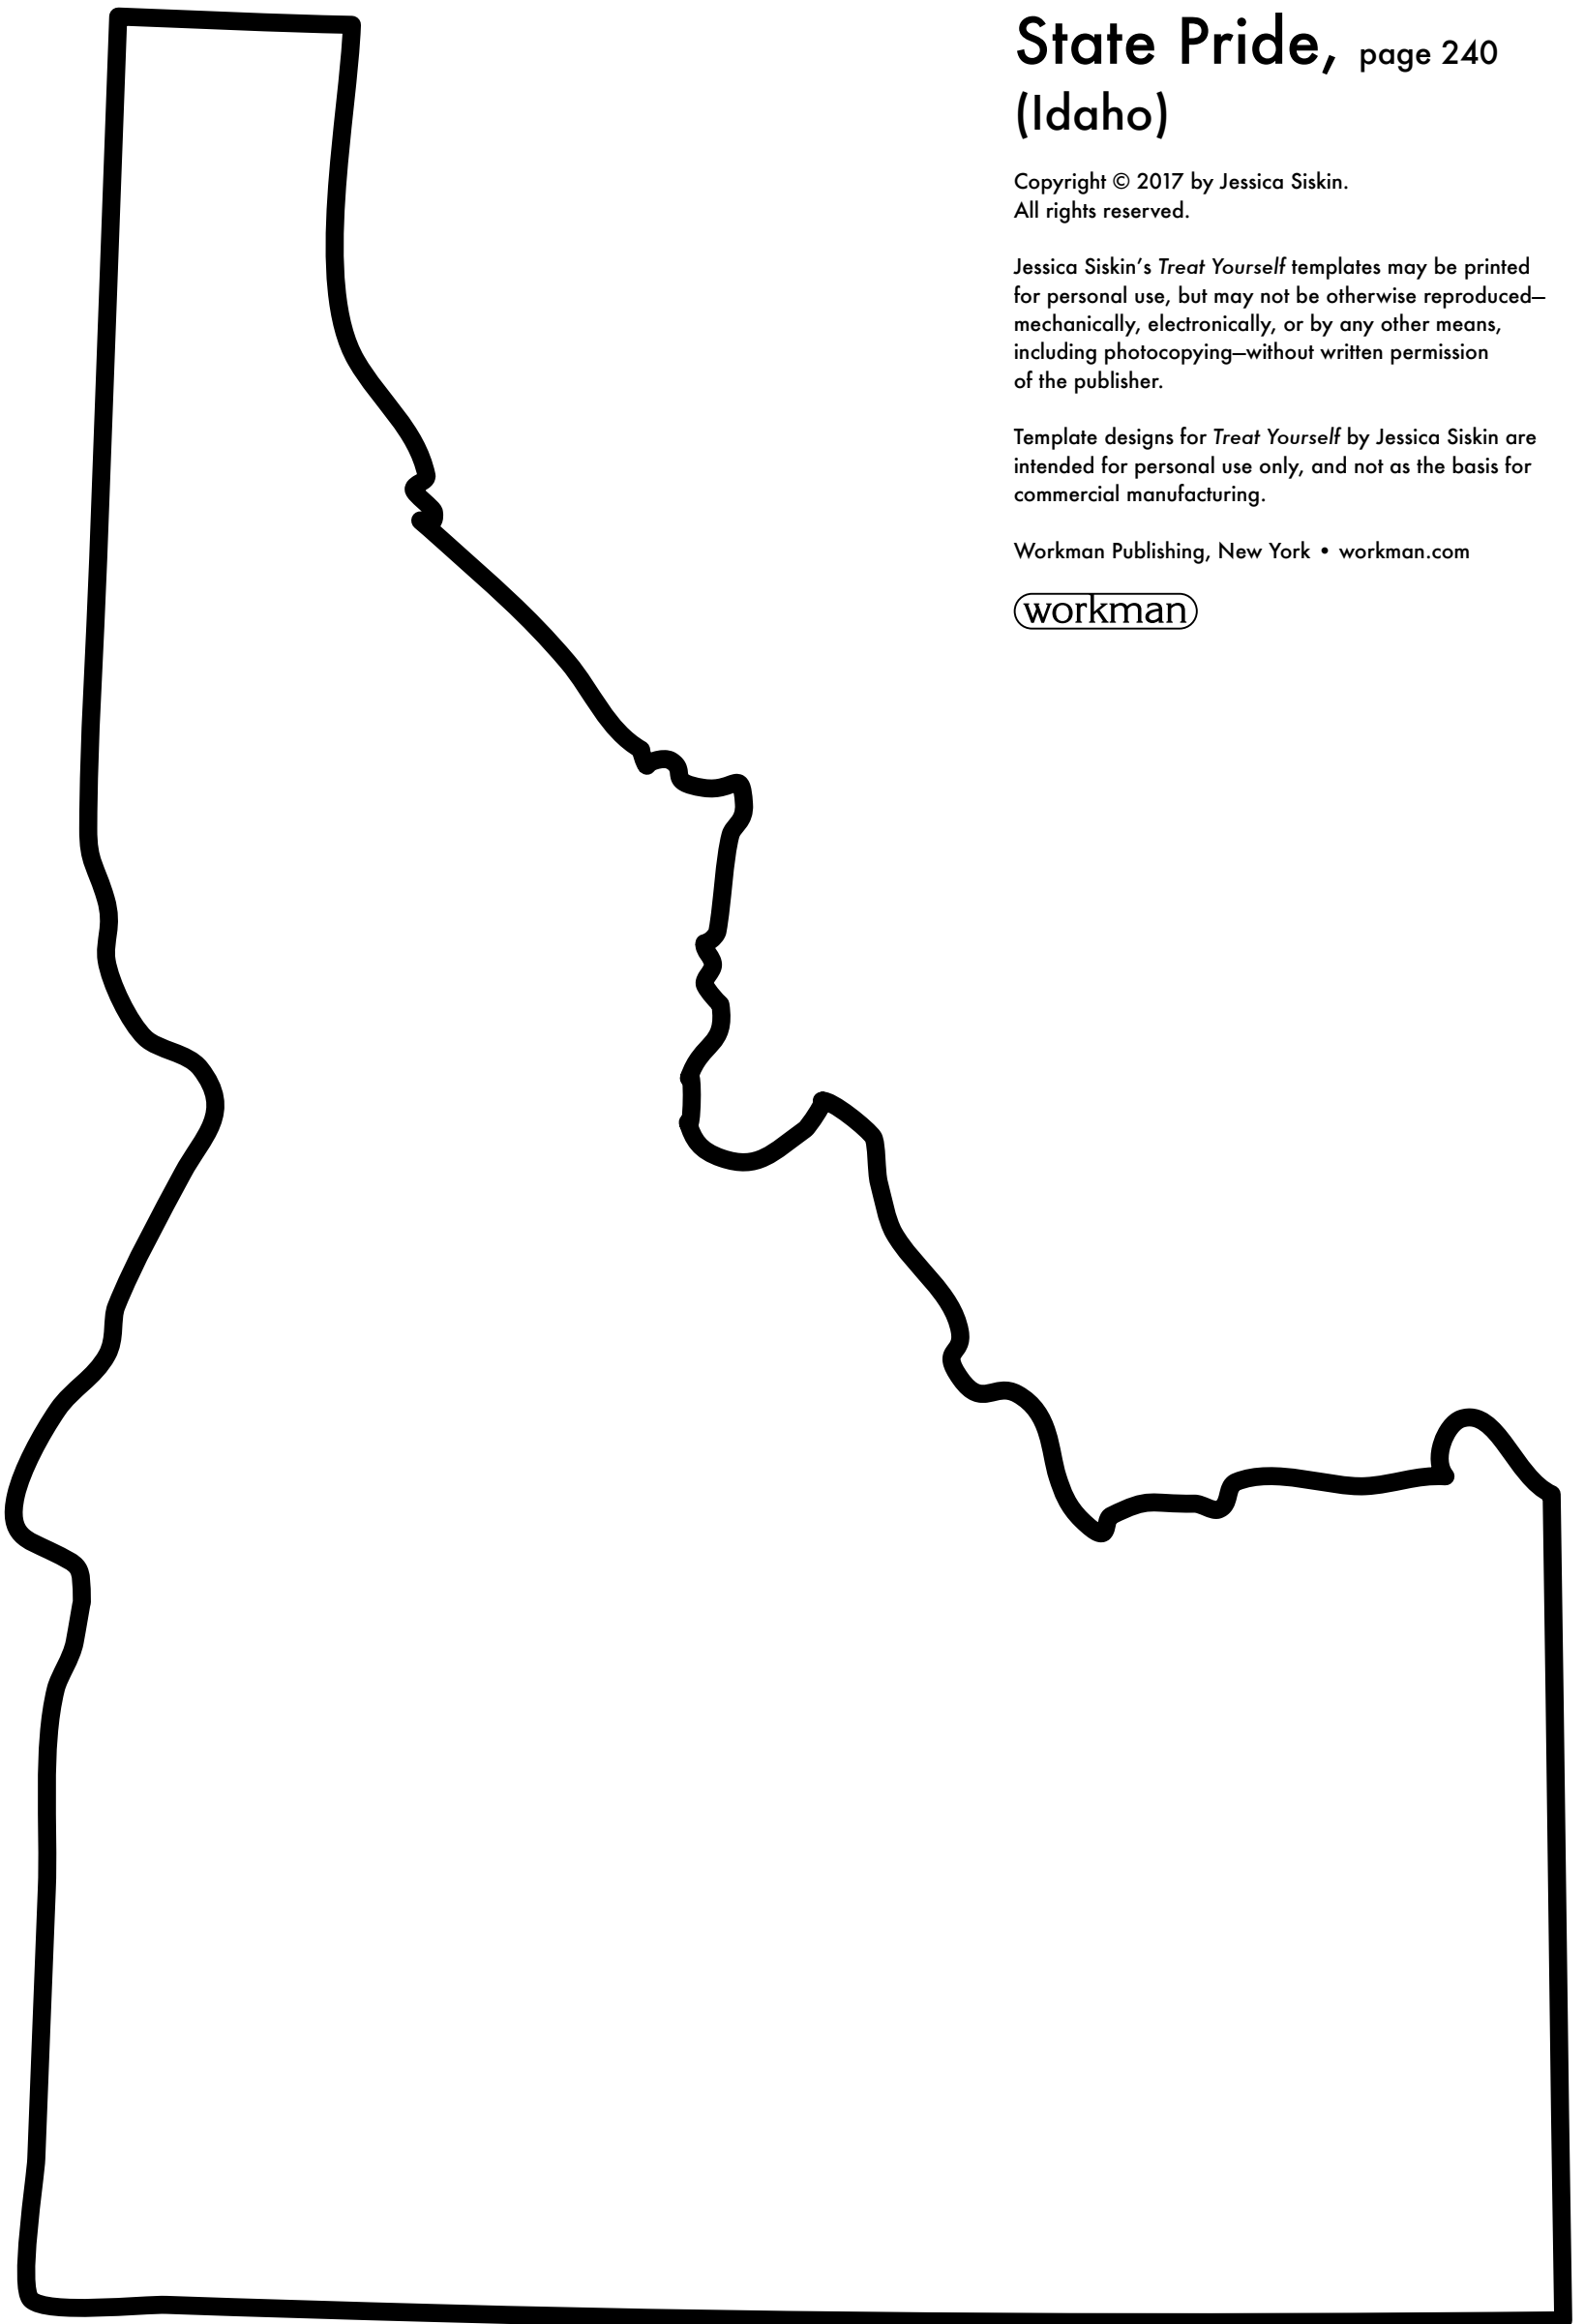 State Pride, page 240
(Idaho)
Copyright © 2017 by Jessica Siskin.
All rights reserved.
Jessica Siskin’s Treat Yourself templates may be printed
for personal use, but may not be otherwise reproduced—
mechanically, electronically, or by any other means,
including photocopying—without written permission
of the publisher.
Template designs for Treat Yourself by Jessica Siskin are
intended for personal use only, and not as the basis for
commercial manufacturing.
Workman Publishing, New York • workman.com
workman